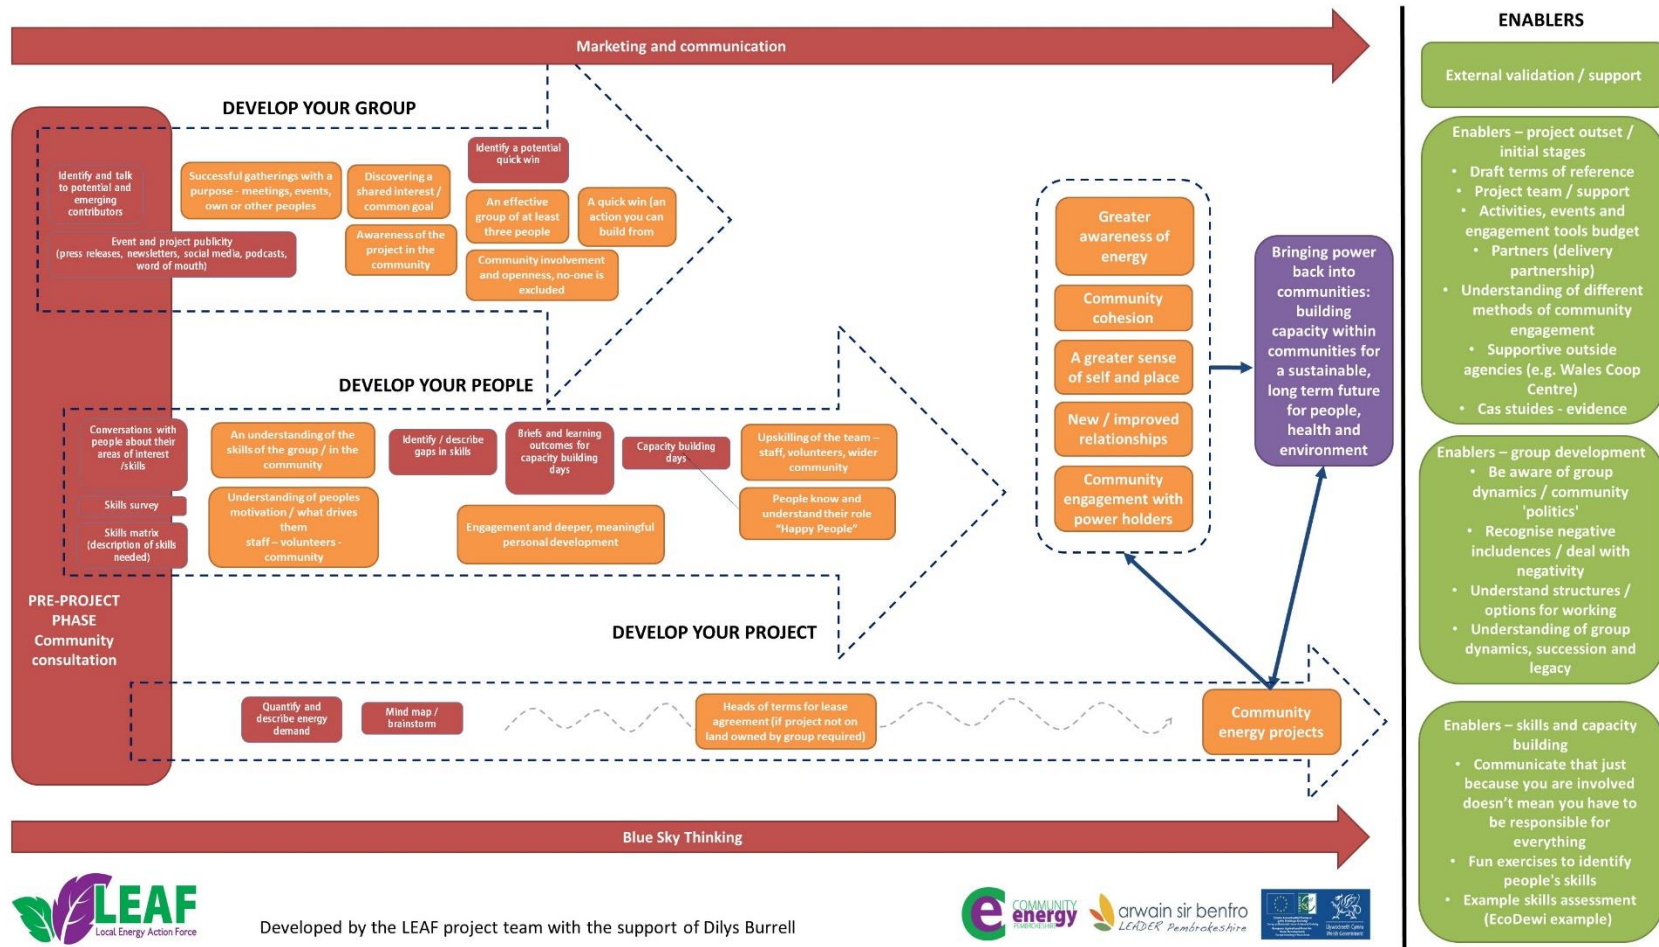 Marketing and communication
DEVELOP YOUR GROUP
Identify and talk
to potential and
emerging
contributors
Successful gatherings with a
purpose - meetings, events,
own or other peoples
Discovering a
shared interest /
common goal
Identify a potential
quick win
An effective
group of at least
three people
A quick win (an
action you can
build from
Event and project publicity
(press releases, newsletters, social media, podcasts,
word of mouth)
Awareness of the
project in the
community
Community involvement
and openness, no-one is
excluded
DEVELOP YOUR PEOPLE
Conversations with
people about their
areas of interest
/skills
An understanding of the
skills of the group / in the
community
Identify / describe
gaps in skills
Briefs and learning
outcomes for
capacity building
days
Capacity building
days
Upskilling of the team –
staff, volunteers, wider
community
Skills survey
Skills matrix
(description of skills
needed)
Understanding of peoples
motivation / what drives
them
staff – volunteers -
community
Engagement and deeper, meaningful
personal development
People know and
understand their role
“Happy People”
PRE-PROJECT
PHASE
Community
consultation
DEVELOP YOUR PROJECT
Quantify and
describe energy
demand
Mind map /
brainstorm
Heads of terms for lease
agreement (if project not on
land owned by group required)
Community
energy projects
Greater
awareness of
energy
Community
cohesion
A greater sense
of self and place
New / improved
relationships
Community
engagement with
power holders
Bringing power
back into
communities:
building
capacity within
communities for
a sustainable,
long term future
for people,
health and
environment
Blue Sky Thinking
LEAF
Local Energy Action Force
Developed by the LEAF project team with the support of Dilys Burrell
COMMUNITY
energy
PEMBROKESHIRE
arwain sir benfro
LEADER Pembrokeshire
Llywodraeth Cymru
Welsh Government
ENABLERS
External validation / support
Enablers – project outset /
initial stages
• Draft terms of reference
• Project team / support
• Activities, events and
engagement tools budget
• Partners (delivery
partnership)
• Understanding of different
methods of community
engagement
• Supportive outside
agencies (e.g. Wales Coop
Centre)
• Cas stuides - evidence
Enablers – group development
• Be aware of group
dynamics / community
'politics'
• Recognise negative
includences / deal with
negativity
• Understand structures /
options for working
• Understanding of group
dynamics, succession and
legacy
Enablers – skills and capacity
building
• Communicate that just
because you are involved
doesn’t mean you have to
be responsible for
everything
• Fun exercises to identify
people's skills
• Example skills assessment
(EcoDewi example)